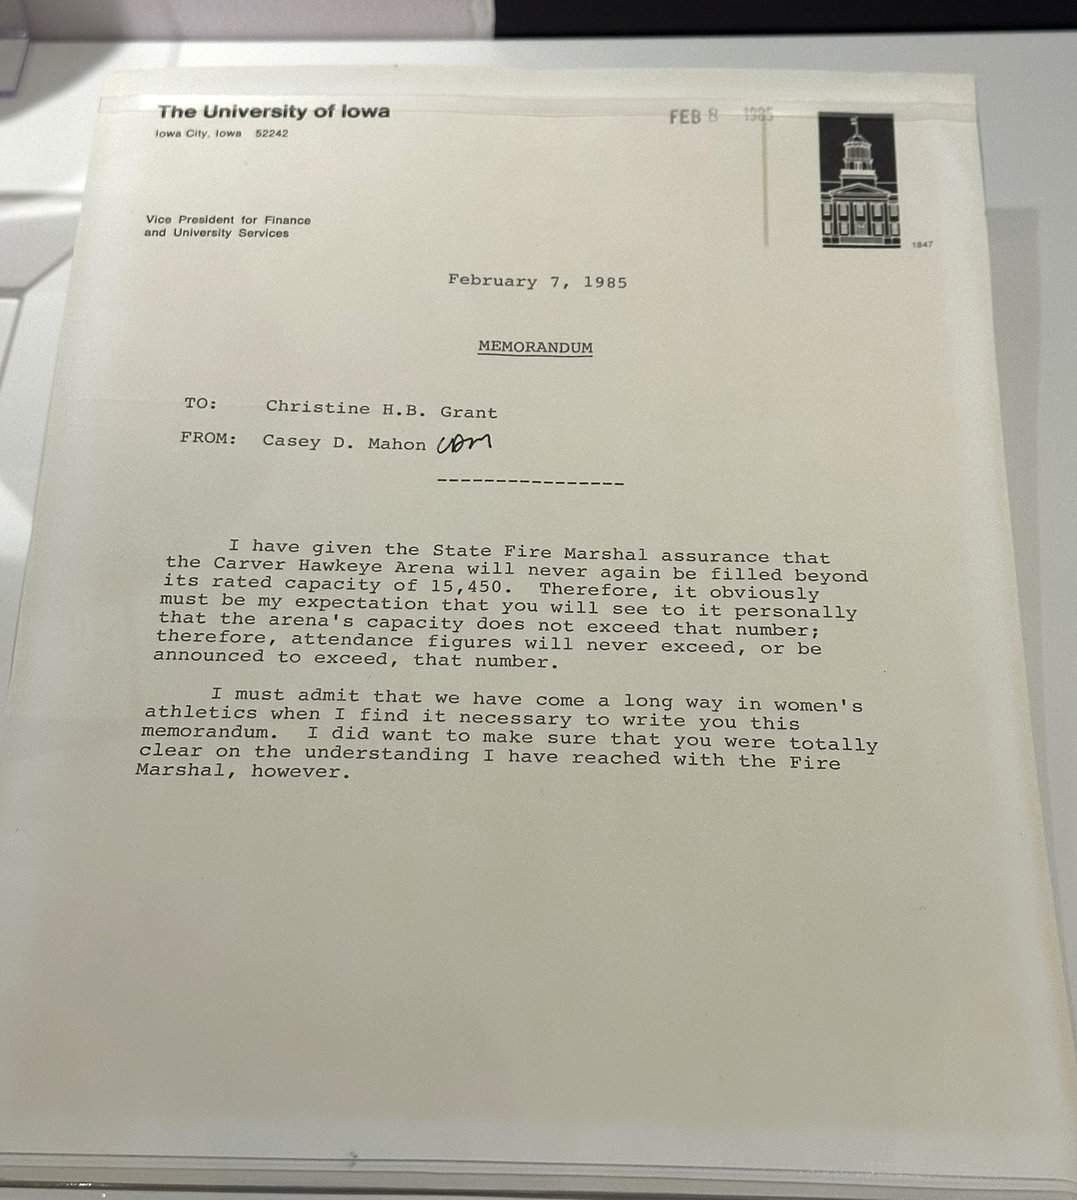 The University of Iowa
Iowa City, Iowa 52242
FEB 8 1985
1847
Vice President for Finance
and University Services
February 7, 1985
MEMORANDUM
TO: Christine H.B. Grant
FROM: Casey D. Mahon CDM
----------------
I have given the State Fire Marshal assurance that
the Carver Hawkeye Arena will never again be filled beyond
its rated capacity of 15,450. Therefore, it obviously
must be my expectation that you will see to it personally
that the arena's capacity does not exceed that number;
therefore, attendance figures will never exceed, or be
announced to exceed, that number.
I must admit that we have come a long way in women's
athletics when I find it necessary to write you this
memorandum. I did want to make sure that you were totally
clear on the understanding I have reached with the Fire
Marshal, however.